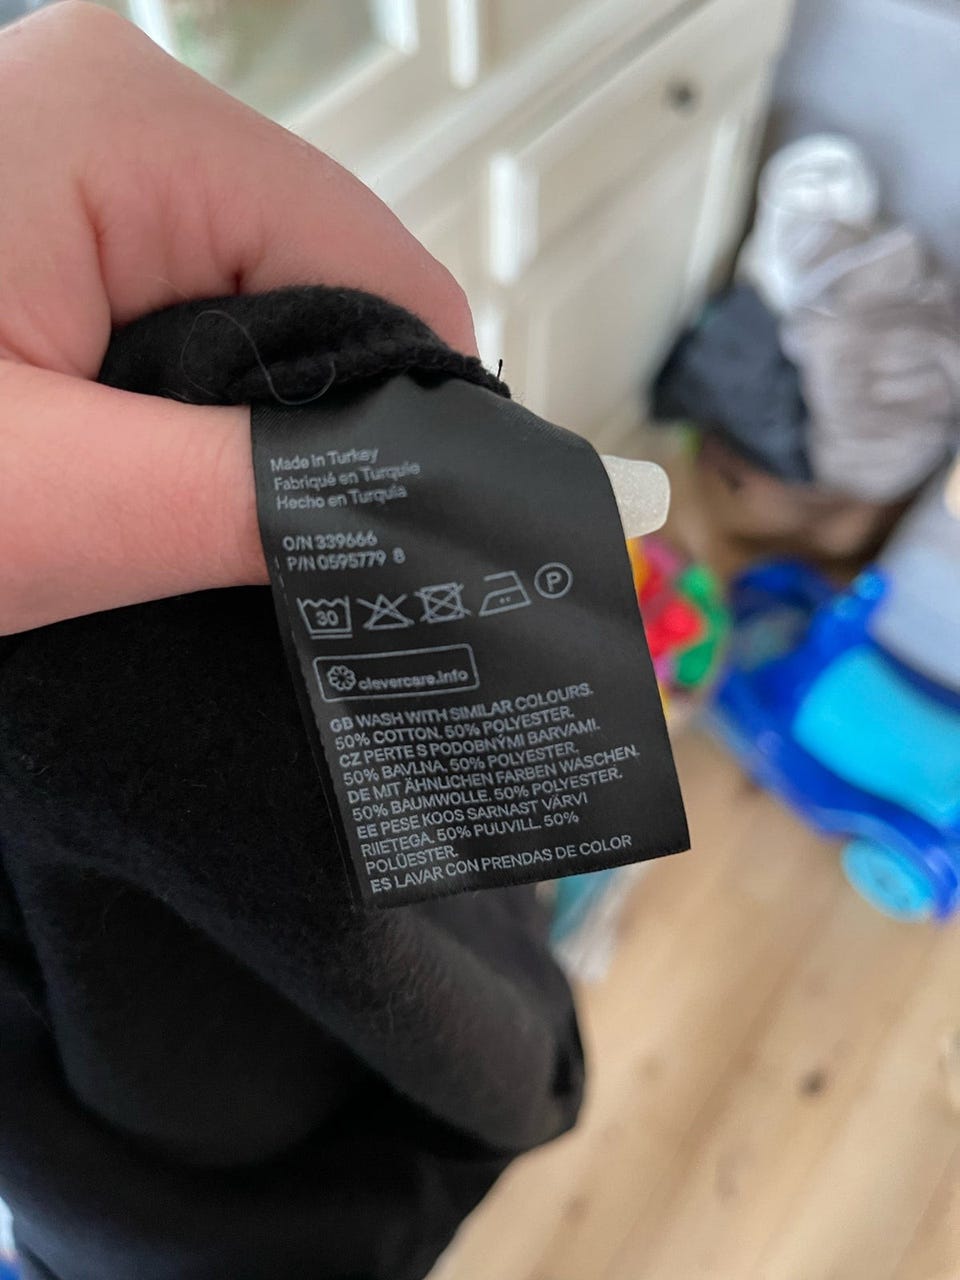 Made in Turkey
Fabriqué en Turquie
Hecho en Turquía
O/N 339666
P/N 0595779 8
30 P
clevercare.info
GB WASH WITH SIMILAR COLOURS.
50% COTTON. 50% POLYESTER.
CZ PERTE S PODOBNÝMI BARVAMI.
50% BAVLNA. 50% POLYESTER.
DE MIT ÄHNLICHEN FARBEN WASCHEN.
50% BAUMWOLLE. 50% POLYESTER.
EE PESE KOOS SARNAST VÄRVI
RIIETEGA. 50% PUUVILL. 50%
POLÜESTER.
ES LAVAR CON PRENDAS DE COLOR